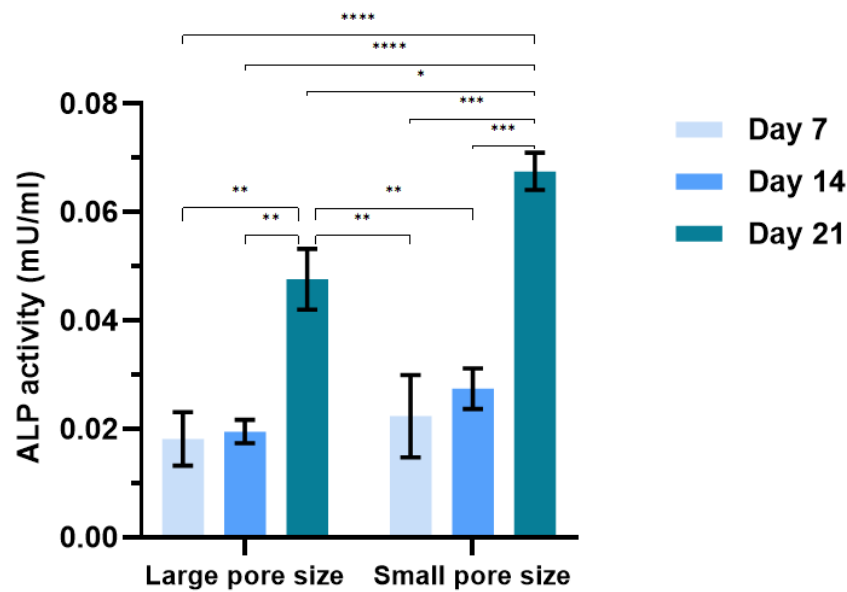 ****
****
*
***
***
**
**
**
**
0.08
0.06
0.04
0.02
0.00
ALP activity (mU/ml)
Large pore size
Small pore size
Day 7
Day 14
Day 21